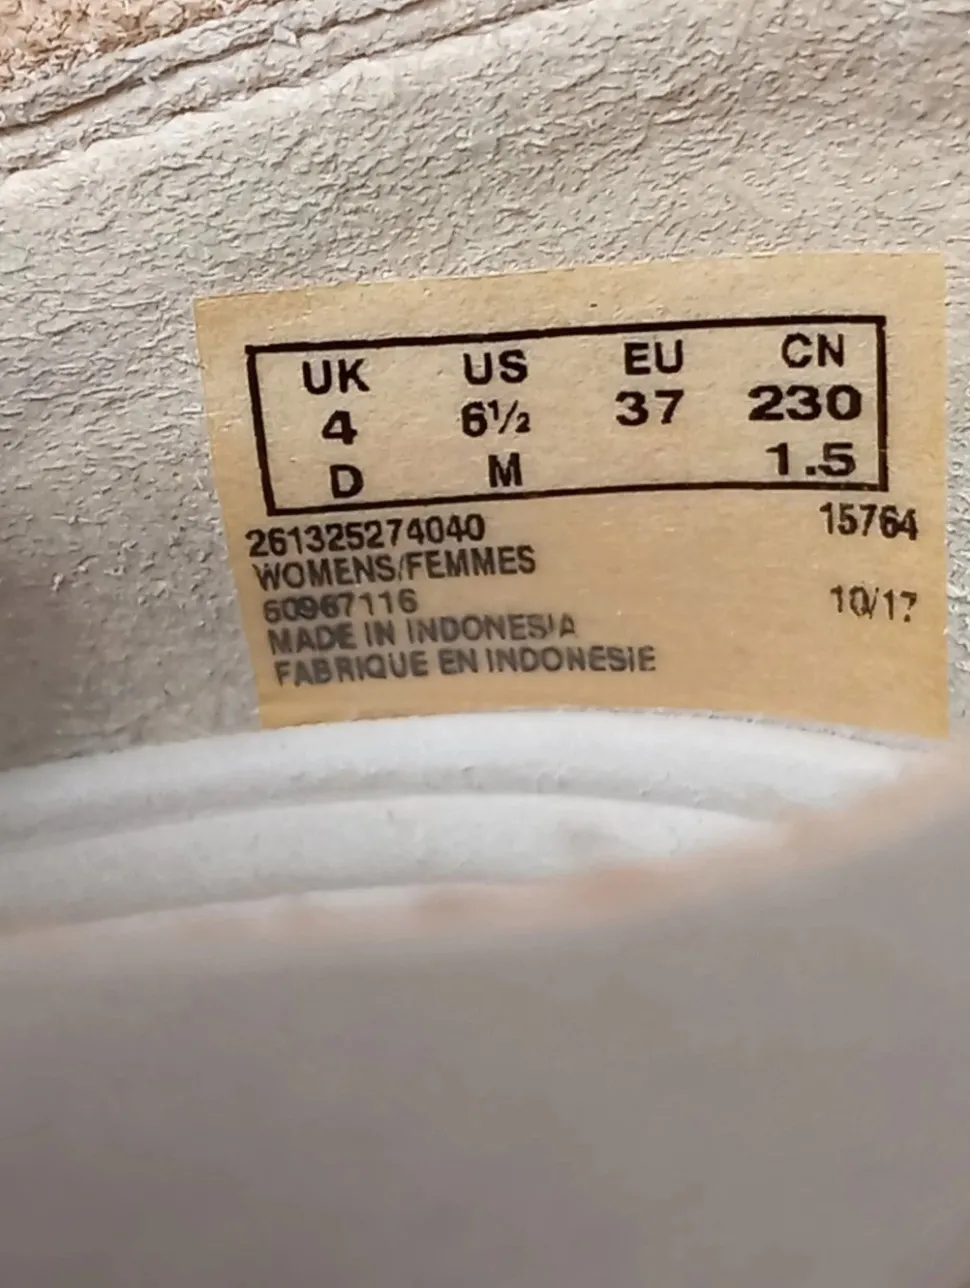 UK US EU CN
4 6½ 37 230
D M 1.5
261325274040 15764
WOMENS/FEMMES
60967116 10/17
MADE IN INDONESIA
FABRIQUE EN INDONESIE